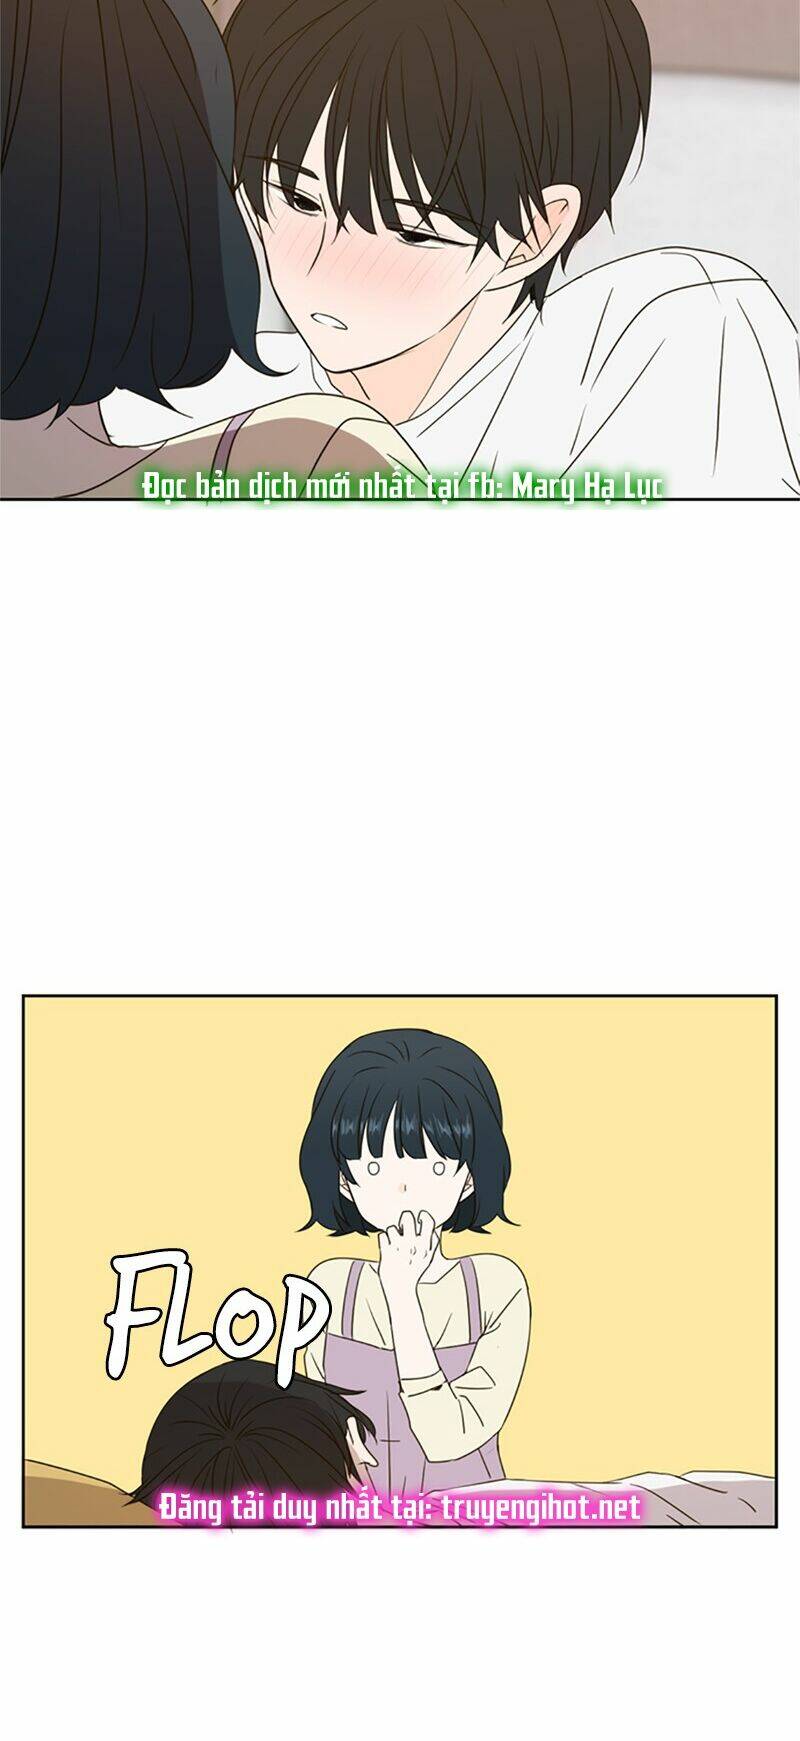 Đọc bản dịch mới nhất tại fb: Mary Hạ Lục
FLOP
Đăng tải duy nhất tại: truyengihot.net